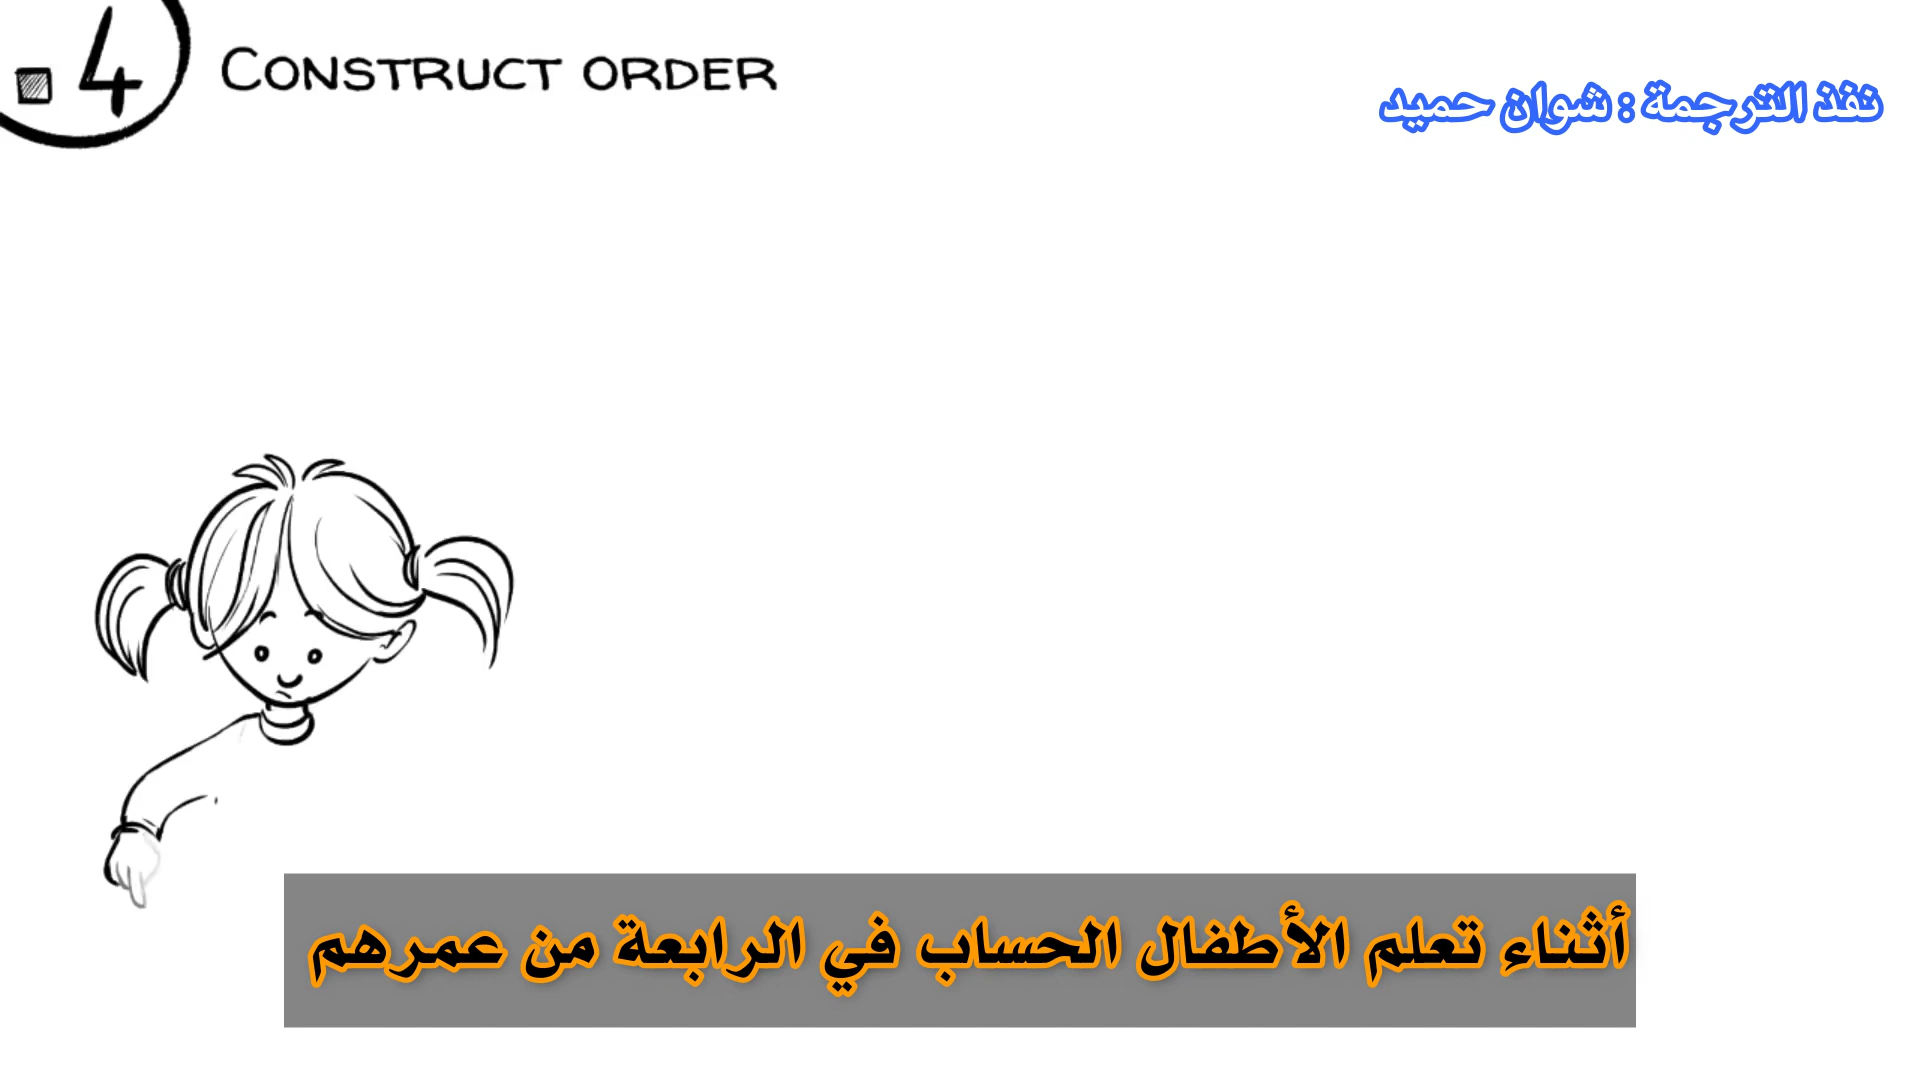 4 CONSTRUCT ORDER
نفذ الترجمة : شوان حميد
أثناء تعلم الأطفال الحساب في الرابعة من عمرهم